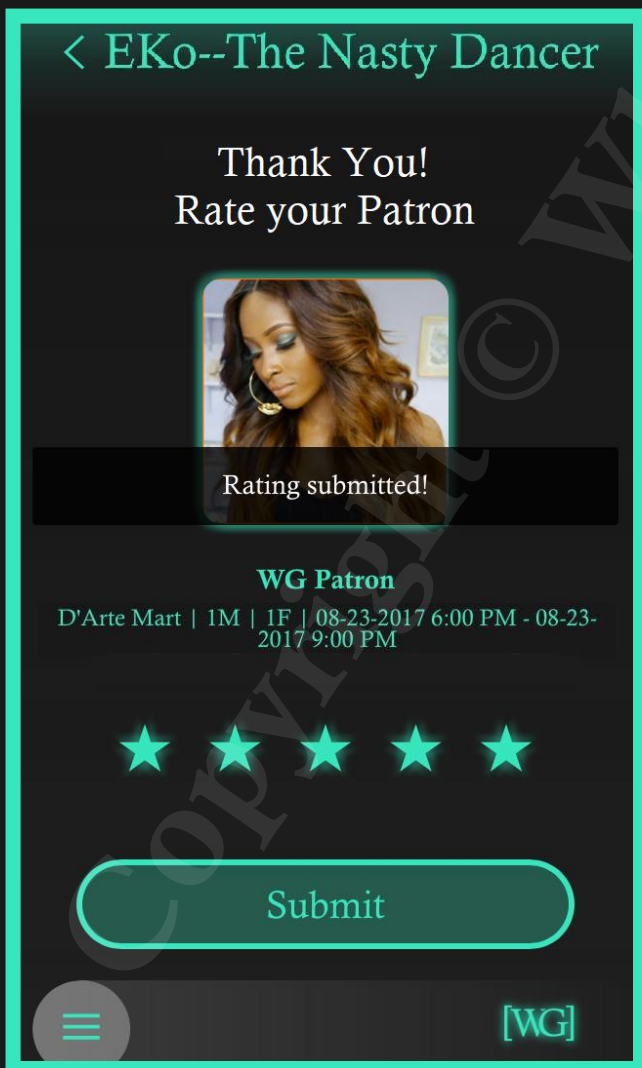 < EKo--The Nasty Dancer
Thank You!
Rate your Patron
Rating submitted!
WG Patron
D'Arte Mart | 1M | 1F | 08-23-2017 6:00 PM - 08-23-
2017 9:00 PM
Submit
[WG]
Copyright © W